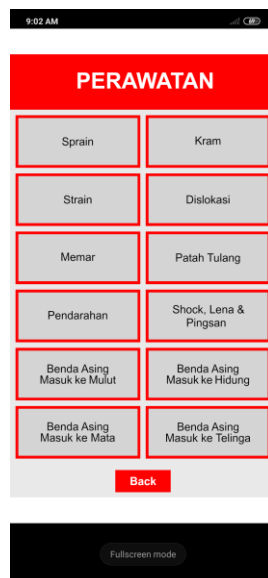 9:02 AM
PERAWATAN
Sprain
Kram
Strain
Dislokasi
Memar
Patah Tulang
Pendarahan
Shock, Lena &
Pingsan
Benda Asing
Masuk ke Mulut
Benda Asing
Masuk ke Hidung
Benda Asing
Masuk ke Mata
Benda Asing
Masuk ke Telinga
Back
Fullscreen mode